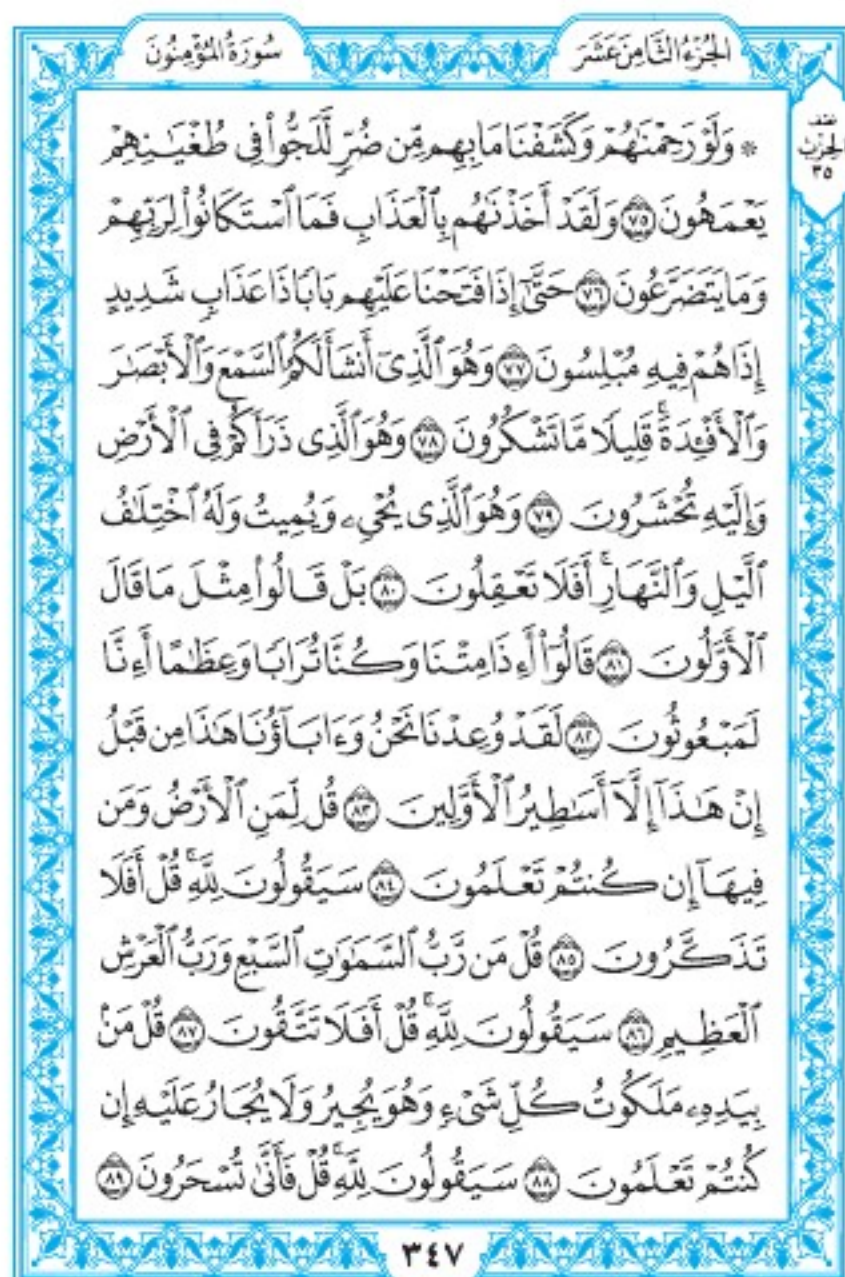 الجُزْءُ الثَّامِنَ عَشَرَ
سُورَةُ المُؤْمِنُونَ
نصف
الحزب
٣٥
* وَلَوْ رَحِمْنَٰهُمْ وَكَشَفْنَا مَا بِهِم مِّن ضُرٍّ لَّلَجُّوا۟ فِى طُغْيَٰنِهِمْ
يَعْمَهُونَ ٧٥ وَلَقَدْ أَخَذْنَٰهُم بِٱلْعَذَابِ فَمَا ٱسْتَكَانُوا۟ لِرَبِّهِمْ
وَمَا يَتَضَرَّعُونَ ٧٦ حَتَّىٰٓ إِذَا فَتَحْنَا عَلَيْهِم بَابًا ذَا عَذَابٍ شَدِيدٍ
إِذَا هُمْ فِيهِ مُبْلِسُونَ ٧٧ وَهُوَ ٱلَّذِىٓ أَنشَأَ لَكُمُ ٱلسَّمْعَ وَٱلْأَبْصَٰرَ
وَٱلْأَفْـِٔدَةَ ۚ قَلِيلًا مَّا تَشْكُرُونَ ٧٨ وَهُوَ ٱلَّذِى ذَرَأَكُمْ فِى ٱلْأَرْضِ
وَإِلَيْهِ تُحْشَرُونَ ٧٩ وَهُوَ ٱلَّذِى يُحْىِۦ وَيُمِيتُ وَلَهُ ٱخْتِلَٰفُ
ٱلَّيْلِ وَٱلنَّهَارِ ۚ أَفَلَا تَعْقِلُونَ ٨٠ بَلْ قَالُوا۟ مِثْلَ مَا قَالَ
ٱلْأَوَّلُونَ ٨١ قَالُوٓا۟ أَءِذَا مِتْنَا وَكُنَّا تُرَابًا وَعِظَٰمًا أَءِنَّا
لَمَبْعُوثُونَ ٨٢ لَقَدْ وُعِدْنَا نَحْنُ وَءَابَآؤُنَا هَٰذَا مِن قَبْلُ
إِنْ هَٰذَآ إِلَّآ أَسَٰطِيرُ ٱلْأَوَّلِينَ ٨٣ قُل لِّمَنِ ٱلْأَرْضُ وَمَن
فِيهَآ إِن كُنتُمْ تَعْلَمُونَ ٨٤ سَيَقُولُونَ لِلَّهِ ۚ قُلْ أَفَلَا
تَذَكَّرُونَ ٨٥ قُلْ مَن رَّبُّ ٱلسَّمَٰوَٰتِ ٱلسَّبْعِ وَرَبُّ ٱلْعَرْشِ
ٱلْعَظِيمِ ٨٦ سَيَقُولُونَ لِلَّهِ ۚ قُلْ أَفَلَا تَتَّقُونَ ٨٧ قُلْ مَنۢ
بِيَدِهِۦ مَلَكُوتُ كُلِّ شَىْءٍ وَهُوَ يُجِيرُ وَلَا يُجَارُ عَلَيْهِ إِن
كُنتُمْ تَعْلَمُونَ ٨٨ سَيَقُولُونَ لِلَّهِ ۚ قُلْ فَأَنَّىٰ تُسْحَرُونَ ٨٩
٣٤٧